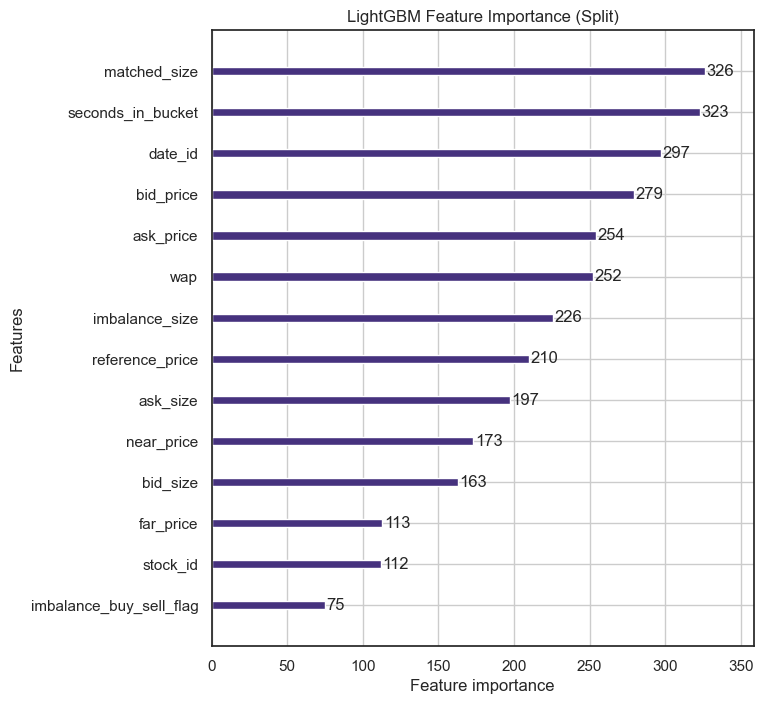 LightGBM Feature Importance (Split)
Features
matched_size 326
seconds_in_bucket 323
date_id 297
bid_price 279
ask_price 254
wap 252
imbalance_size 226
reference_price 210
ask_size 197
near_price 173
bid_size 163
far_price 113
stock_id 112
imbalance_buy_sell_flag 75
0 50 100 150 200 250 300 350
Feature importance